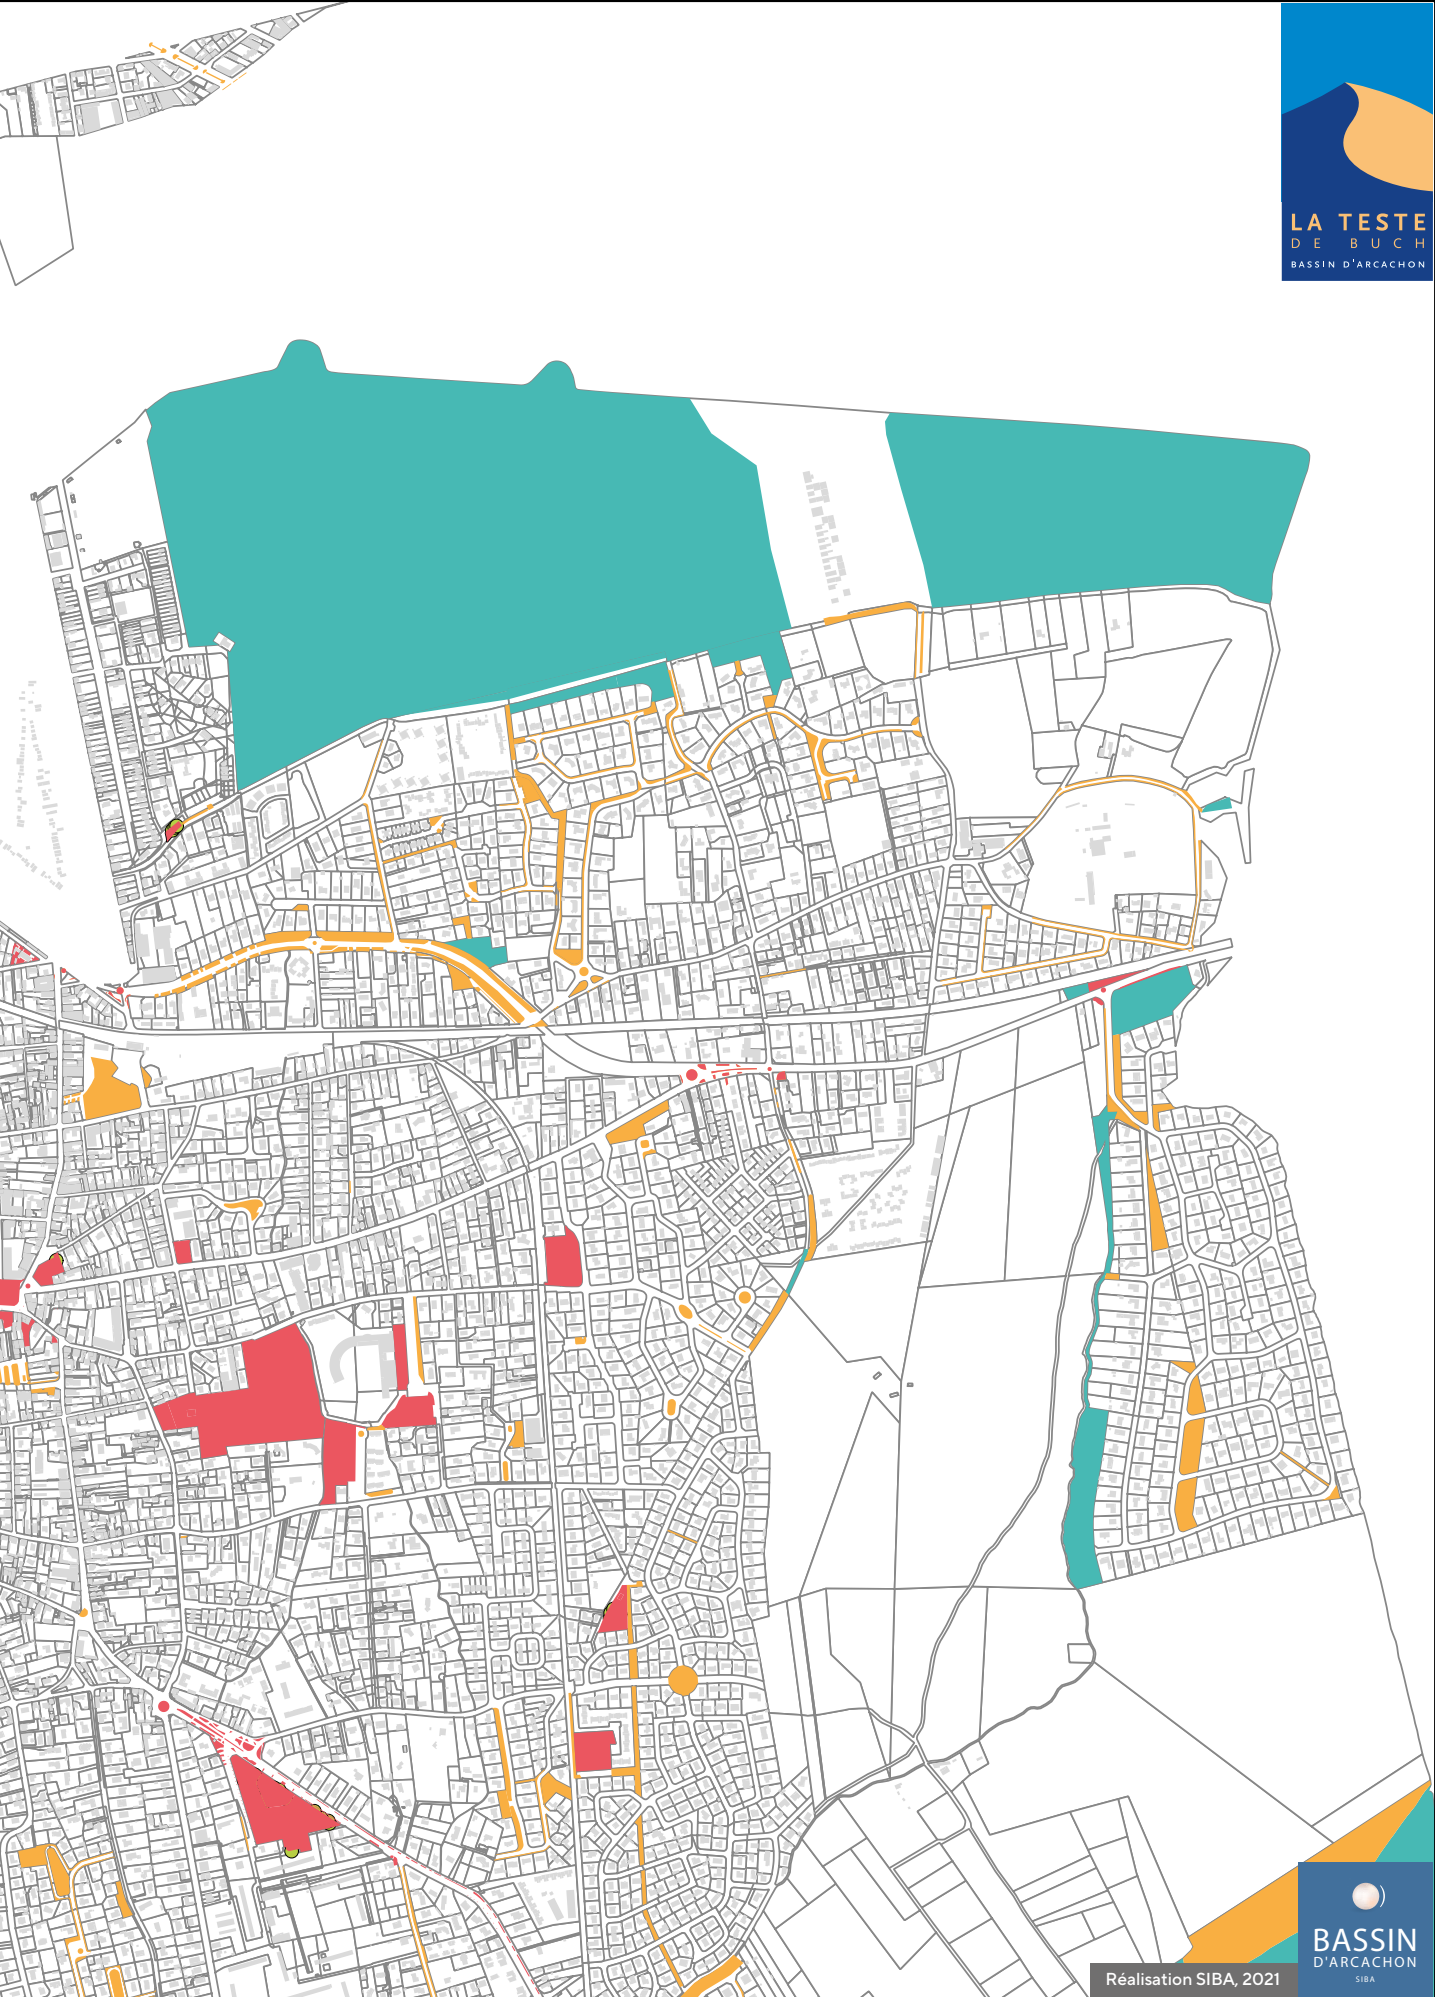 LA TESTE
DE BUCH
BASSIN D'ARCACHON
BASSIN
D'ARCACHON
SIBA
Réalisation SIBA, 2021